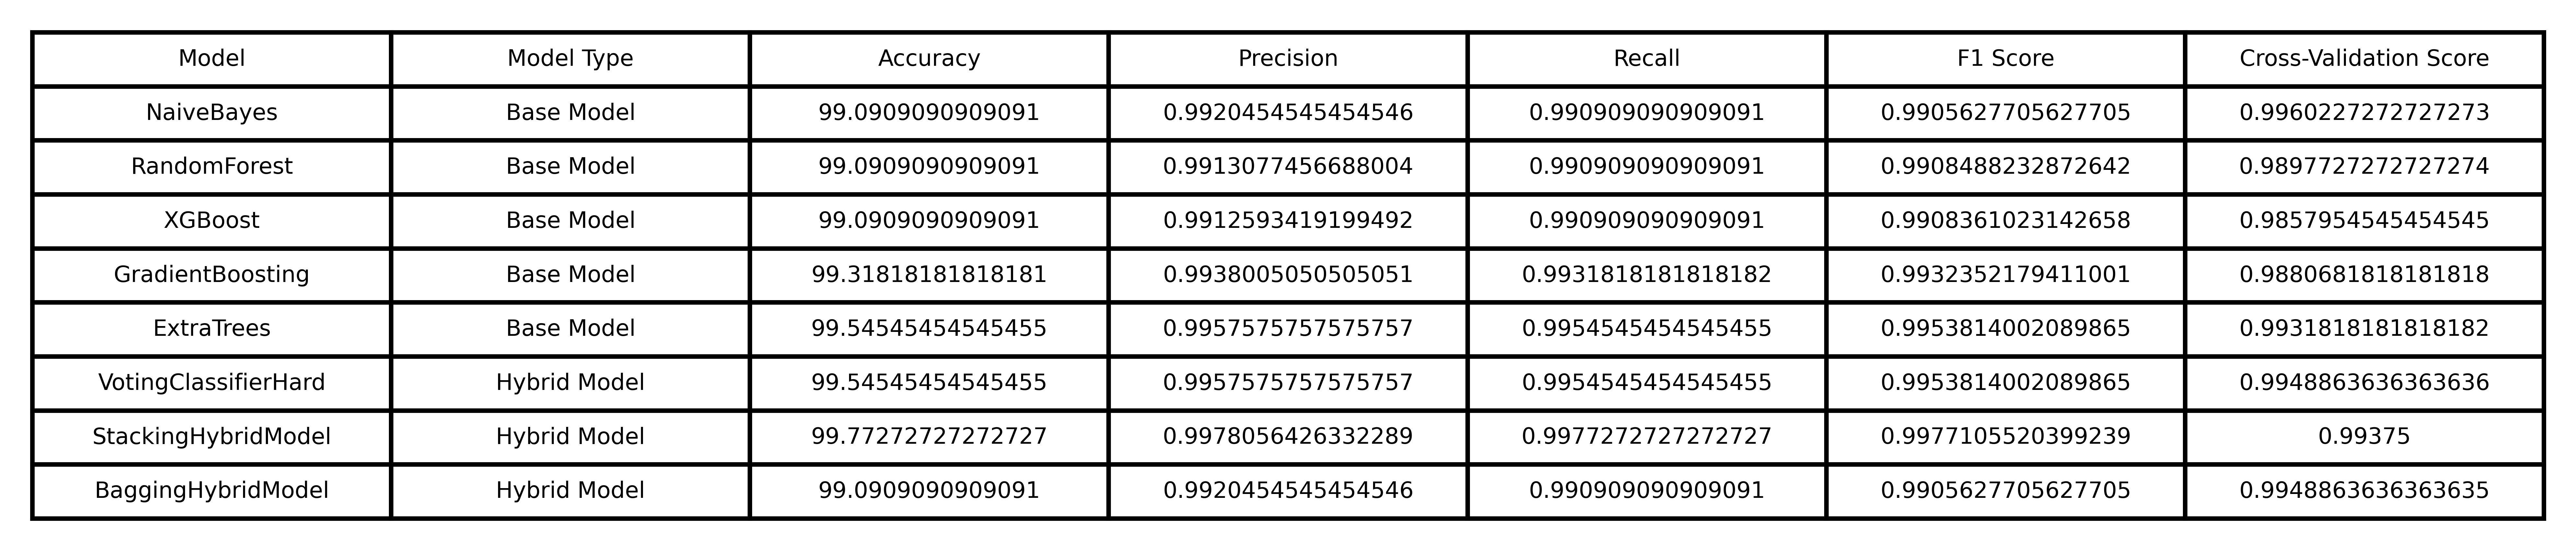 Model Model Type Accuracy Precision Recall F1 Score Cross-Validation Score
NaiveBayes Base Model 99.0909090909091 0.9920454545454546 0.990909090909091 0.9905627705627705 0.9960227272727273
RandomForest Base Model 99.0909090909091 0.9913077456688004 0.990909090909091 0.9908488232872642 0.9897727272727274
XGBoost Base Model 99.0909090909091 0.9912593419199492 0.990909090909091 0.9908361023142658 0.9857954545454545
GradientBoosting Base Model 99.31818181818181 0.9938005050505051 0.9931818181818182 0.9932352179411001 0.9880681818181818
ExtraTrees Base Model 99.54545454545455 0.9957575757575757 0.9954545454545455 0.9953814002089865 0.9931818181818182
VotingClassifierHard Hybrid Model 99.54545454545455 0.9957575757575757 0.9954545454545455 0.9953814002089865 0.9948863636363636
StackingHybridModel Hybrid Model 99.77272727272727 0.9978056426332289 0.9977272727272727 0.9977105520399239 0.99375
BaggingHybridModel Hybrid Model 99.0909090909091 0.9920454545454546 0.990909090909091 0.9905627705627705 0.9948863636363635